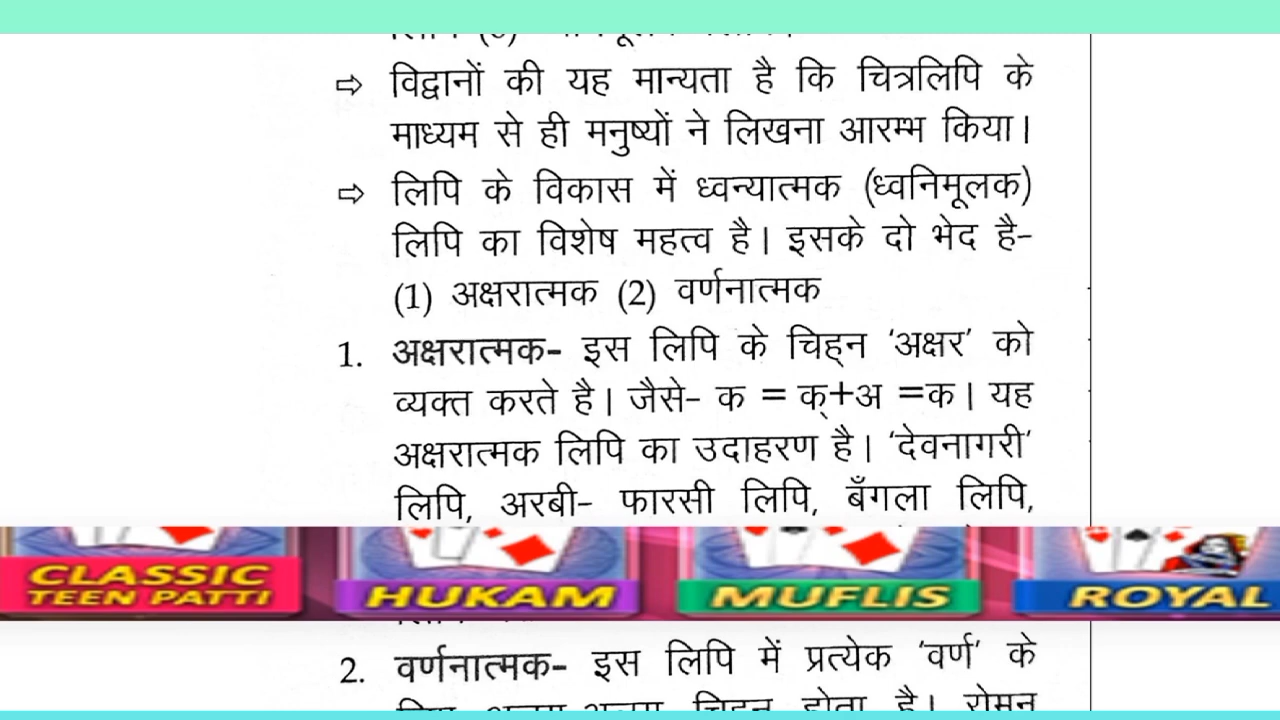 ⇨ विद्वानों की यह मान्यता है कि चित्रलिपि के
माध्यम से ही मनुष्यों ने लिखना आरम्भ किया।
⇨ लिपि के विकास में ध्वन्यात्मक (ध्वनिमूलक)
लिपि का विशेष महत्व है। इसके दो भेद है-
(1) अक्षरात्मक (2) वर्णनात्मक
1. अक्षरात्मक- इस लिपि के चिह्न 'अक्षर' को
व्यक्त करते है। जैसे- क = क्+अ =क। यह
अक्षरात्मक लिपि का उदाहरण है। 'देवनागरी'
लिपि, अरबी- फारसी लिपि, बँगला लिपि,
CLASSIC TEEN PATTI HUKAM MUFLIS ROYAL
2. वर्णनात्मक- इस लिपि में प्रत्येक 'वर्ण' के
चिह्न होता है। रोमन